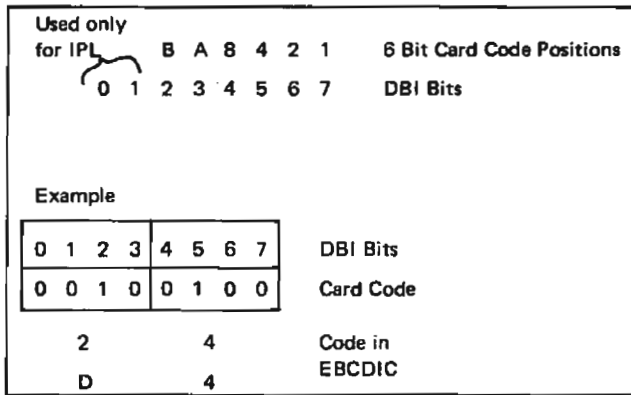 Used only
for IPL B A 8 4 2 1 6 Bit Card Code Positions
0 1 2 3 4 5 6 7 DBI Bits
Example
0 1 2 3 4 5 6 7 DBI Bits
0 0 1 0 0 1 0 0 Card Code
2 4 Code in
D 4 EBCDIC